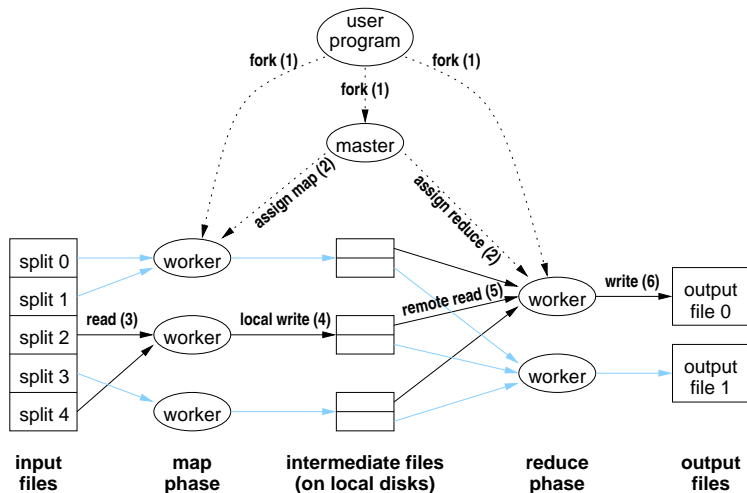 user
program
fork (1)
fork (1)
fork (1)
master
assign map (2)
assign reduce (2)
split 0
split 1
split 2
split 3
split 4
worker
read (3)
worker
local write (4)
worker
remote read (5)
worker
write (6)
worker
output
file 0
output
file 1
input
files
map
phase
intermediate files
(on local disks)
reduce
phase
output
files